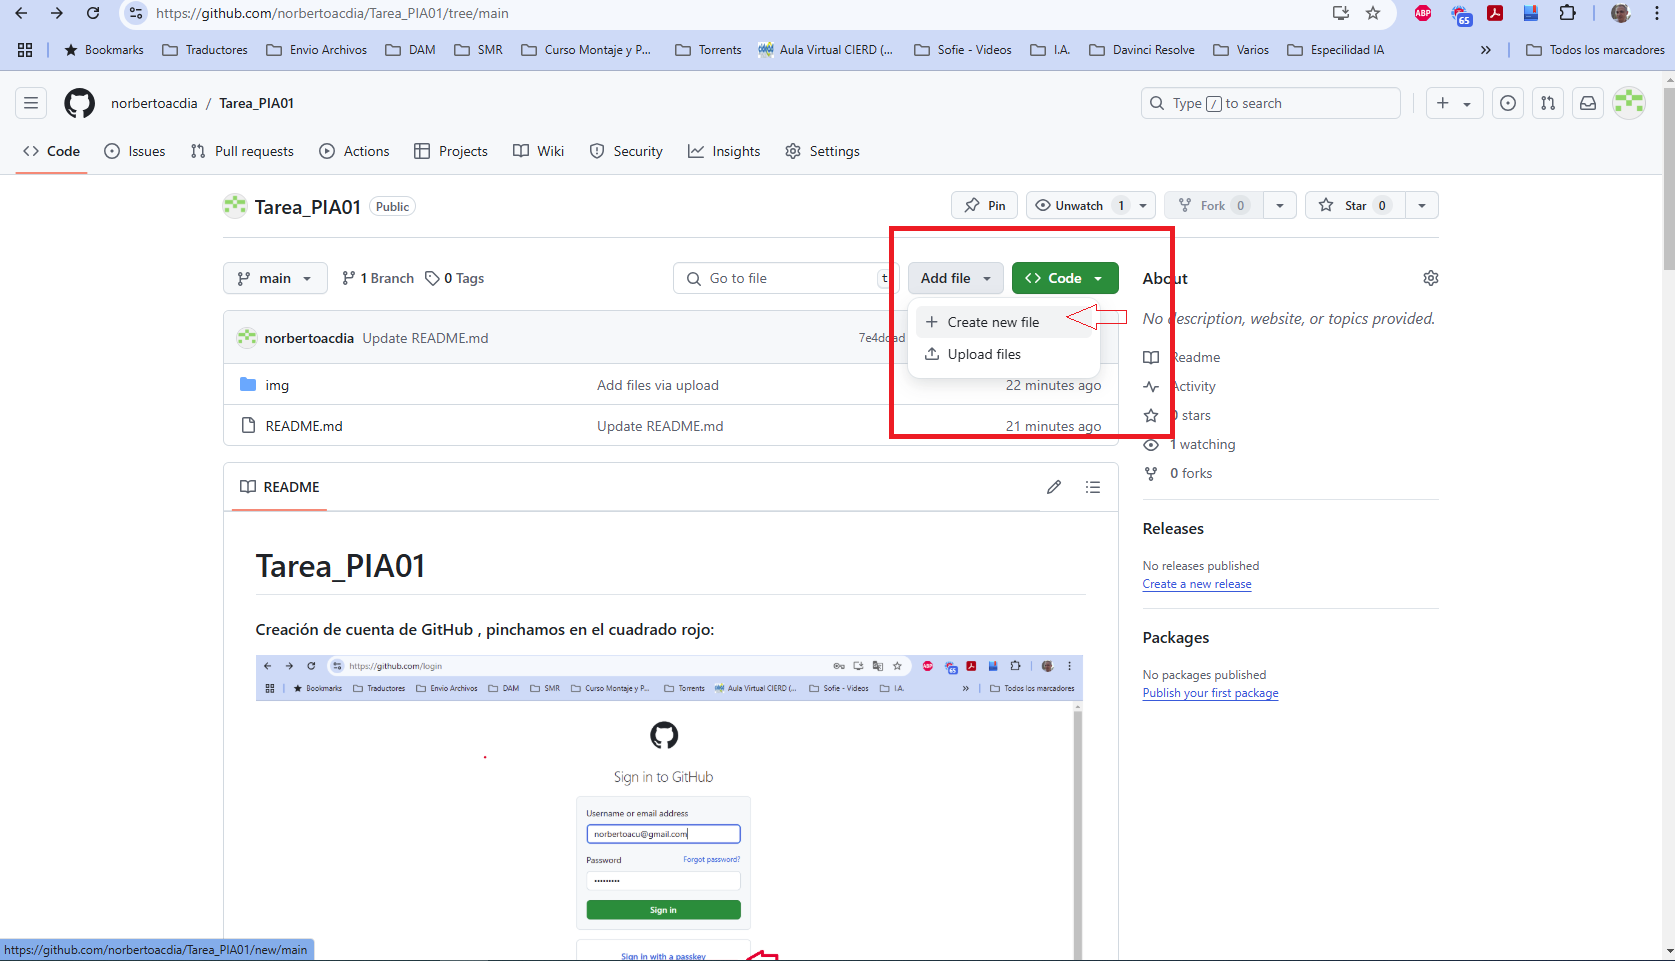 https://github.com/norbertoacdia/Tarea_PIA01/tree/main
ABP
65
Bookmarks Traductores Envio Archivos DAM SMR Curso Montaje y P... Torrents Aula Virtual CIERD (... Sofie - Videos I.A. Davinci Resolve Varios Especilidad IA » Todos los marcadores
norbertoacdia / Tarea_PIA01
Type / to search
Code Issues Pull requests Actions Projects Wiki Security Insights Settings
Tarea_PIA01 Public
Pin Unwatch 1 Fork 0 Star 0
main 1 Branch 0 Tags Go to file t Add file Code
About
Create new file
No description, website, or topics provided.
norbertoacdia Update README.md
Upload files
Readme
img Add files via upload 22 minutes ago
Activity
0 stars
README.md Update README.md 21 minutes ago
1 watching
0 forks
README
Releases
No releases published
Create a new release
Tarea_PIA01
Creación de cuenta de GitHub , pinchamos en el cuadrado rojo:
Packages
No packages published
Publish your first package
https://github.com/login
ABP
65
Bookmarks Traductores Envio Archivos DAM SMR Curso Montaje y P... Torrents Aula Virtual CIERD (... Sofie - Videos I.A. » Todos los marcadores
Sign in to GitHub
Username or email address
norbertoacu@gmail.com
Password Forgot password?
Sign in
Sign in with a passkey
https://github.com/norbertoacdia/Tarea_PIA01/new/main